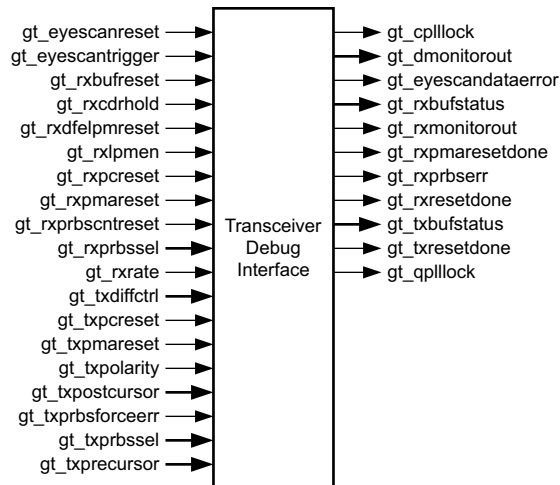 gt_eyescanreset
gt_eyescantrigger
gt_rxbufreset
gt_rxcdrhold
gt_rxdfelpmreset
gt_rxlpmen
gt_rxpcreset
gt_rxpmareset
gt_rxprbscntreset
gt_rxprbssel
gt_rxrate
gt_txdiffctrl
gt_txpcreset
gt_txpmareset
gt_txpolarity
gt_txpostcursor
gt_txprbsforceerr
gt_txprbssel
gt_txprecursor
Transceiver
Debug
Interface
gt_cplllock
gt_dmonitorout
gt_eyescandataerror
gt_rxbufstatus
gt_rxmonitorout
gt_rxpmaresetdone
gt_rxprbserr
gt_rxresetdone
gt_txbufstatus
gt_txresetdone
gt_qplllock